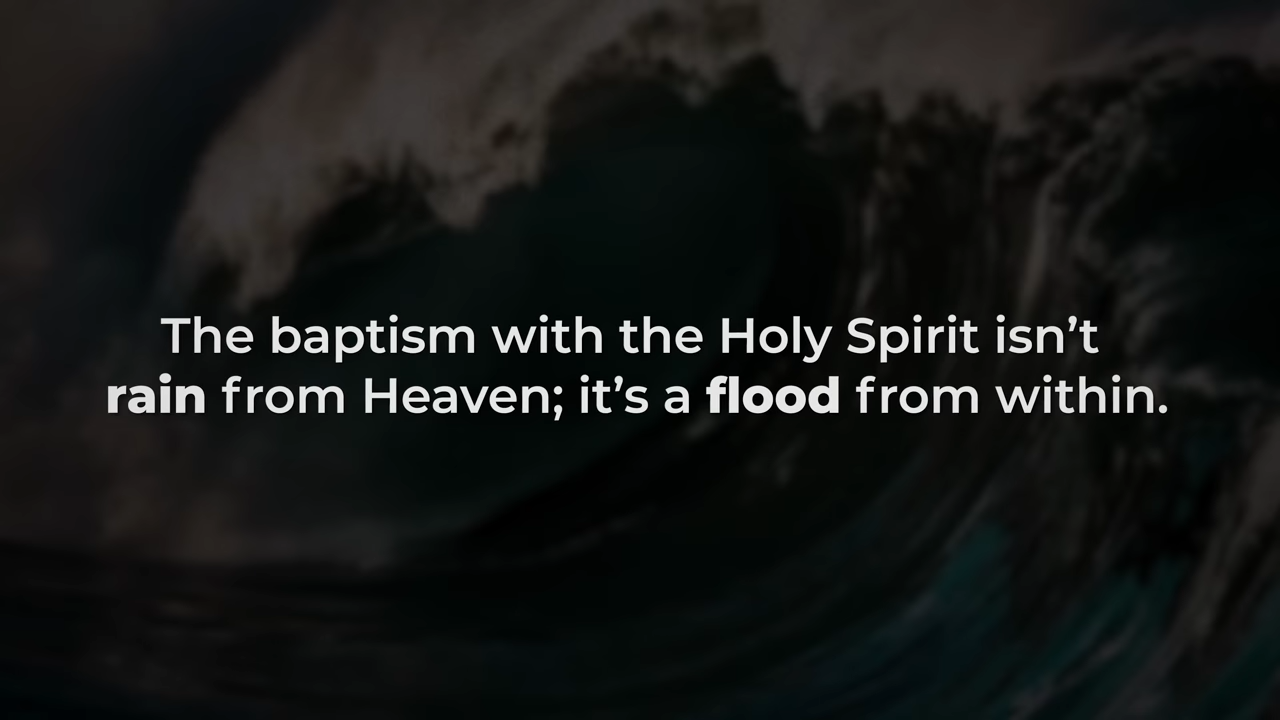 The baptism with the Holy Spirit isn’t
rain from Heaven; it’s a flood from within.